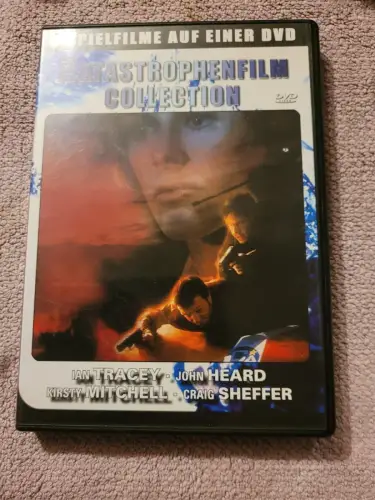 SPIELFILME AUF EINER DVD
KATASTROPHENFILM
COLLECTION
DVD
IAN TRACEY · JOHN HEARD
KIRSTY MITCHELL · CRAIG SHEFFER